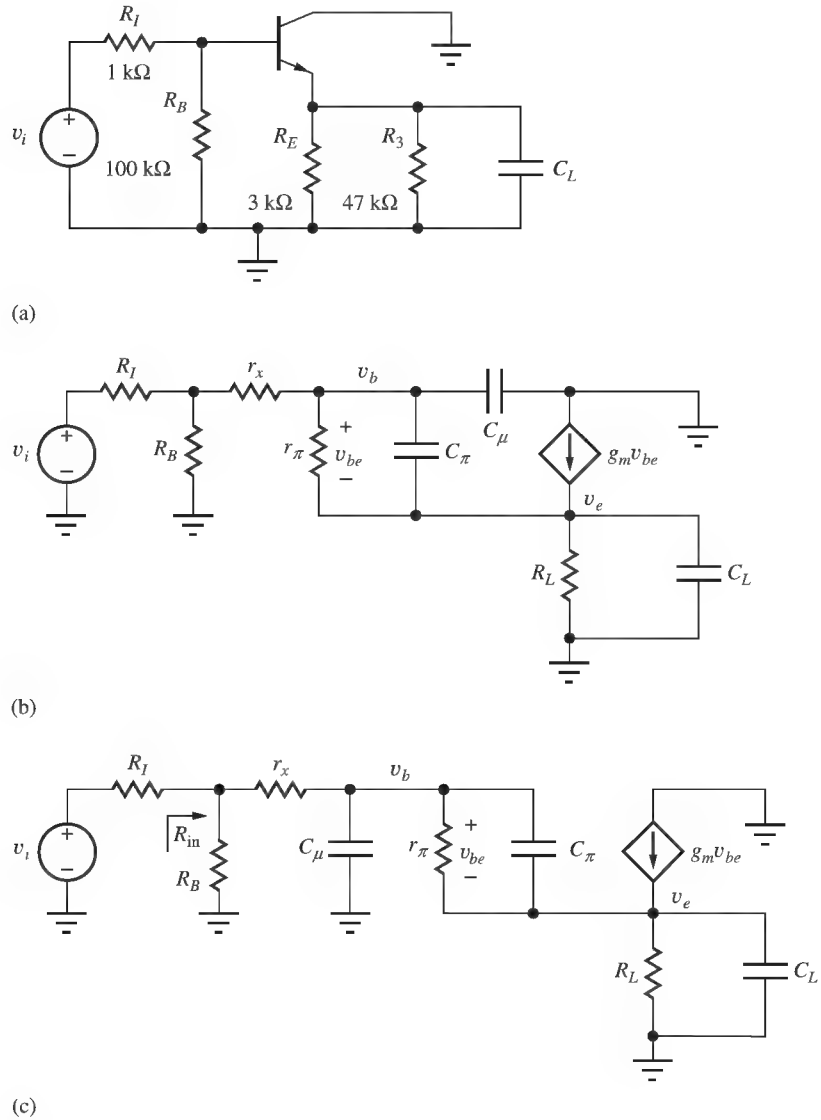 R_I
1 kΩ
v_i
+
−
R_B
100 kΩ
R_E
3 kΩ
R_3
47 kΩ
C_L
(a)
R_I
r_x
v_b
v_i
+
−
R_B
r_π
+
v_be
−
C_π
C_μ
g_m v_be
v_e
R_L
C_L
(b)
R_I
r_x
v_b
v_i
+
−
R_in
R_B
C_μ
r_π
+
v_be
−
C_π
g_m v_be
v_e
R_L
C_L
(c)